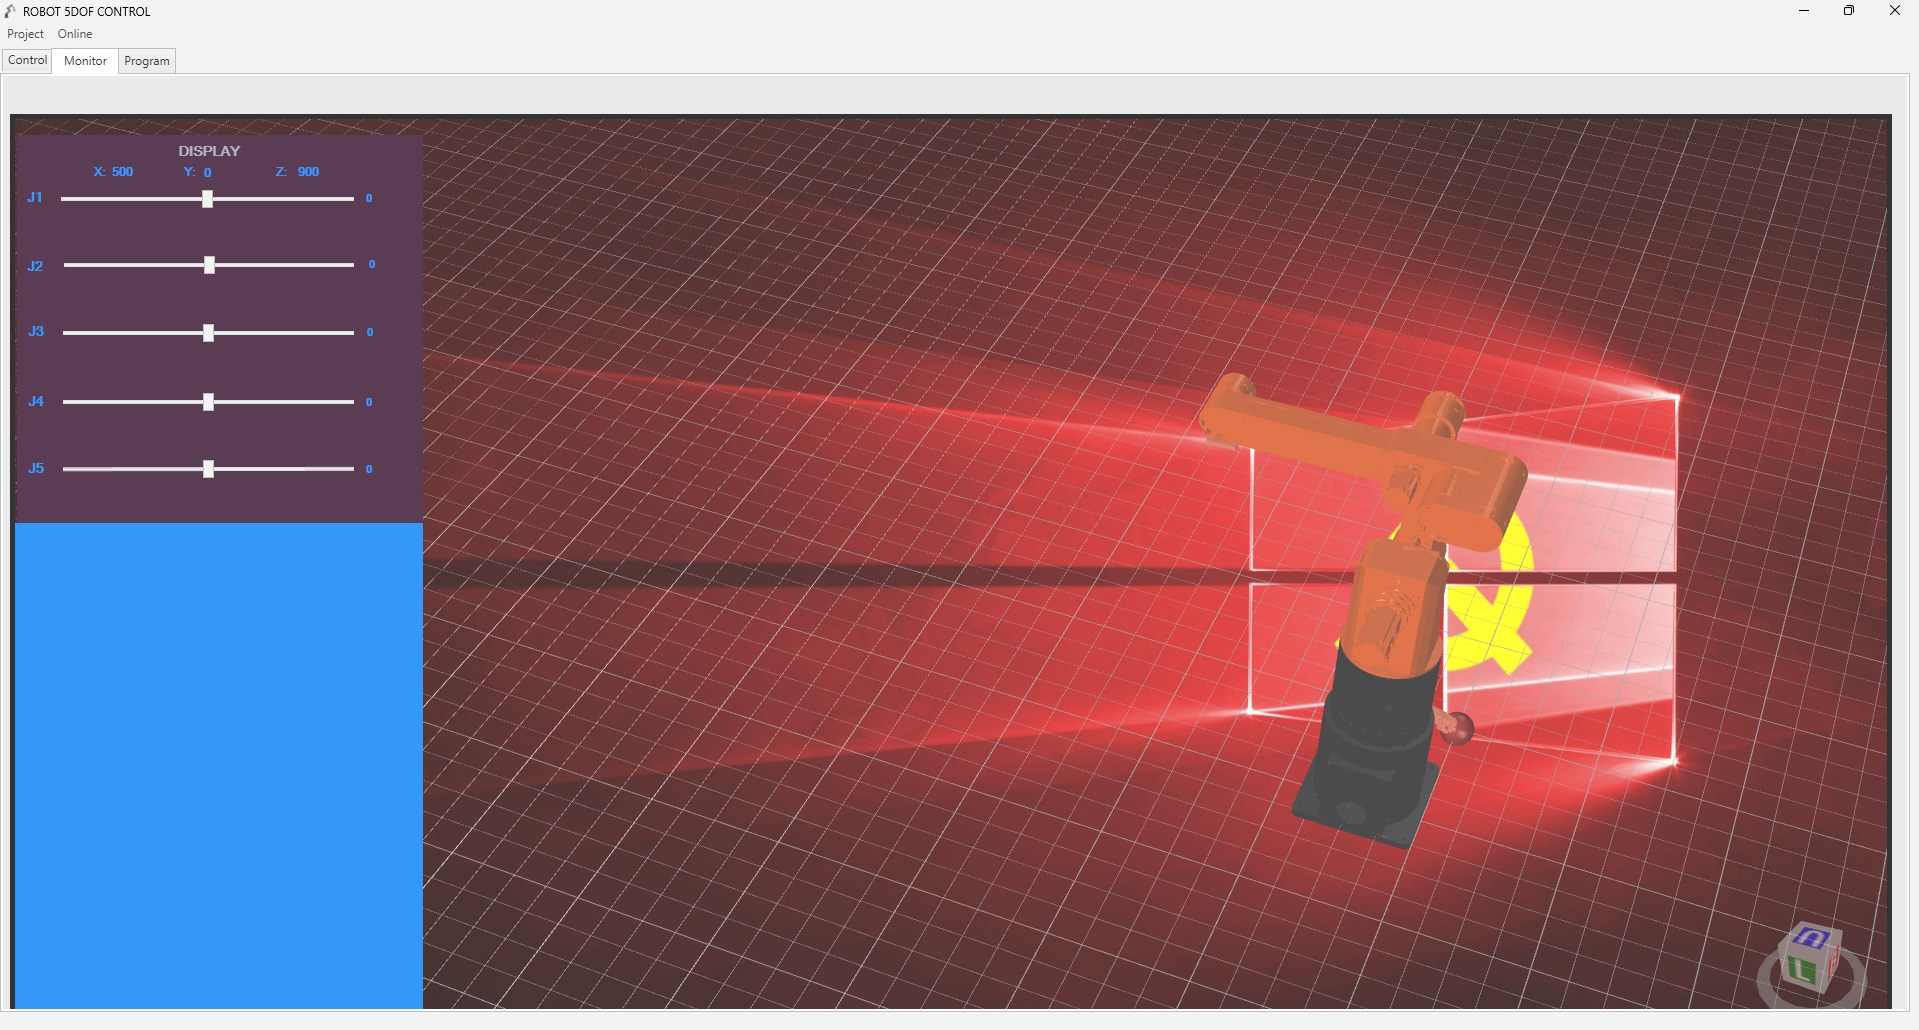 ROBOT 5DOF CONTROL
Project Online
Control Monitor Program
DISPLAY
X: 500 Y: 0 Z: 900
J1 0
J2 0
J3 0
J4 0
J5 0
L